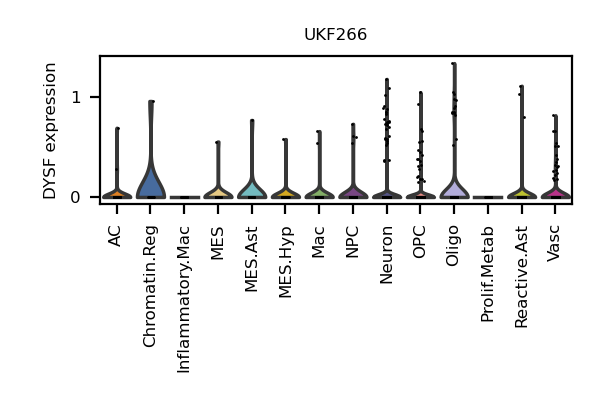 UKF266
DYSF expression
1
0
AC
Chromatin.Reg
Inflammatory.Mac
MES
MES.Ast
MES.Hyp
Mac
NPC
Neuron
OPC
Oligo
Prolif.Metab
Reactive.Ast
Vasc